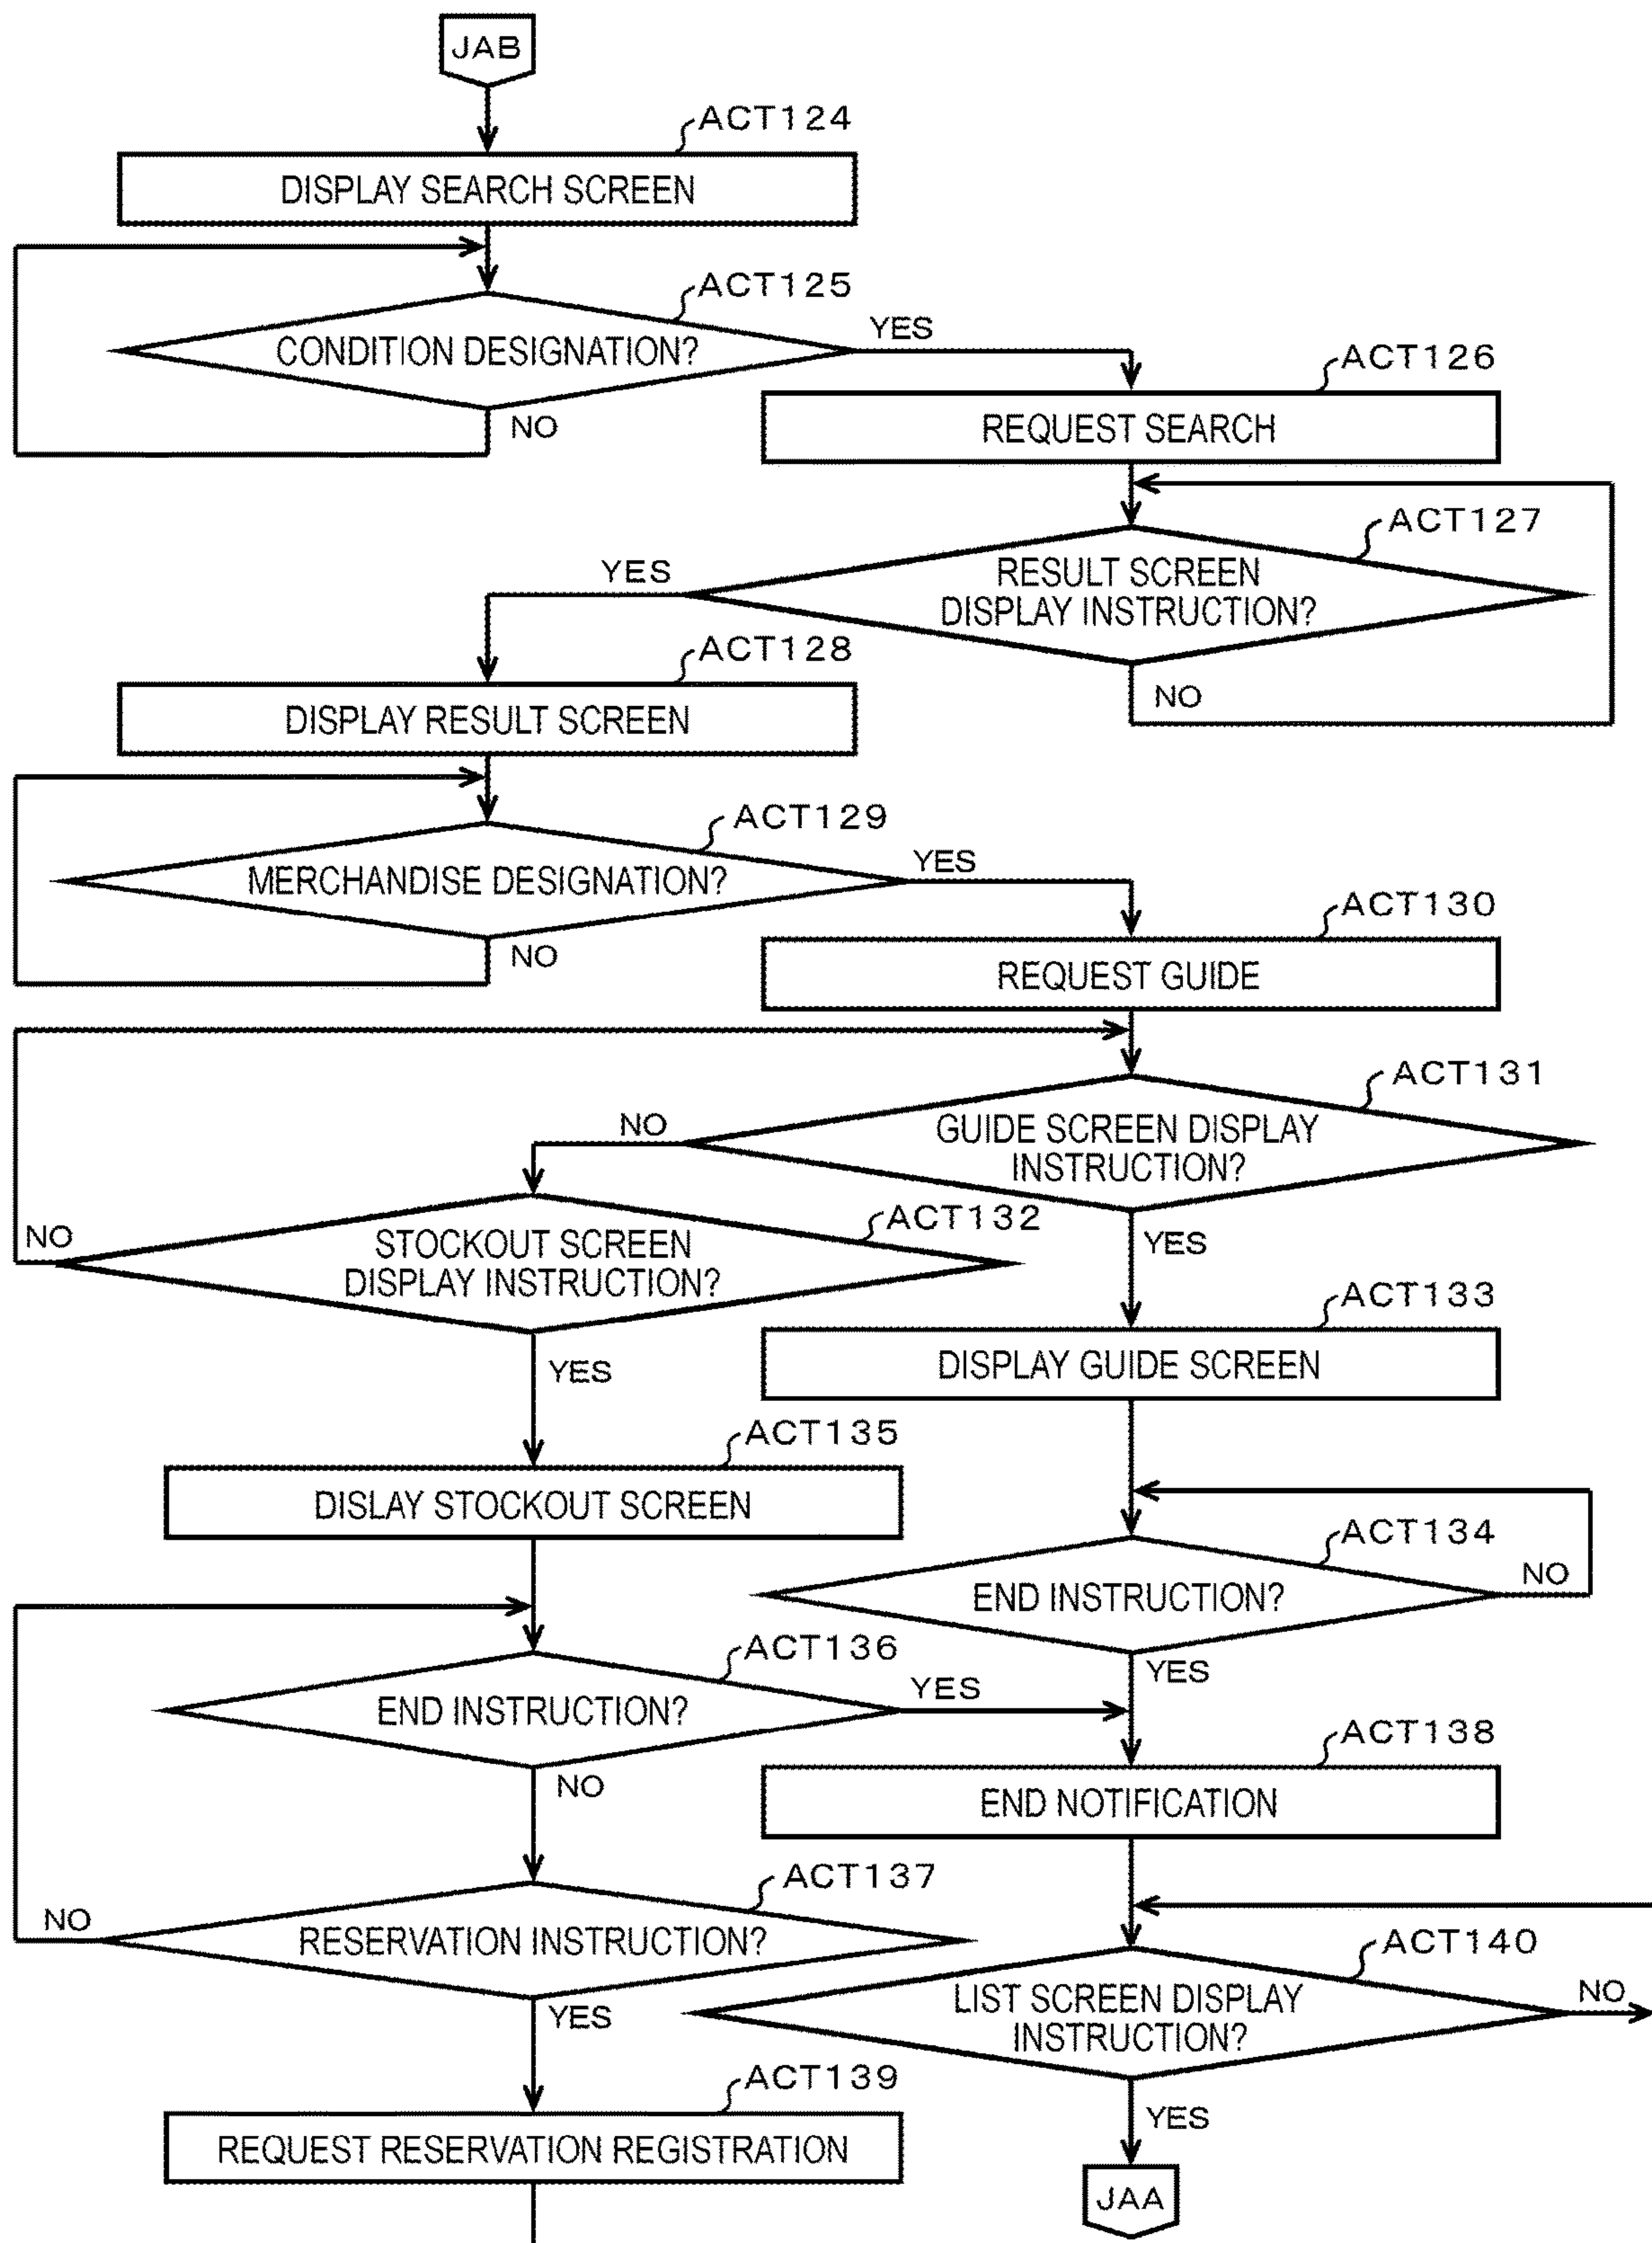 JAB
ACT124
DISPLAY SEARCH SCREEN
ACT125
CONDITION DESIGNATION?
YES
NO
ACT126
REQUEST SEARCH
ACT127
RESULT SCREEN
DISPLAY INSTRUCTION?
YES
NO
ACT128
DISPLAY RESULT SCREEN
ACT129
MERCHANDISE DESIGNATION?
YES
NO
ACT130
REQUEST GUIDE
ACT131
GUIDE SCREEN DISPLAY
INSTRUCTION?
NO
YES
ACT132
STOCKOUT SCREEN
DISPLAY INSTRUCTION?
NO
YES
ACT133
DISPLAY GUIDE SCREEN
ACT135
DISLAY STOCKOUT SCREEN
ACT134
END INSTRUCTION?
NO
YES
ACT136
END INSTRUCTION?
YES
NO
ACT138
END NOTIFICATION
ACT137
RESERVATION INSTRUCTION?
NO
YES
ACT140
LIST SCREEN DISPLAY
INSTRUCTION?
NO
YES
ACT139
REQUEST RESERVATION REGISTRATION
JAA